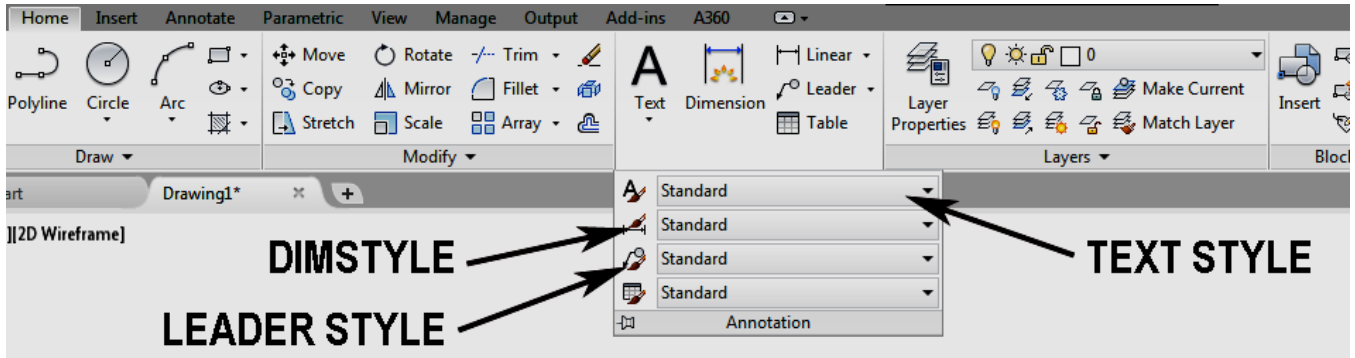 Home Insert Annotate Parametric View Manage Output Add-ins A360
Move Rotate Trim Linear 0
Polyline Circle Arc Copy Mirror Fillet Text Dimension Leader Layer Properties Make Current Insert
Stretch Scale Array Table Match Layer
Draw Modify Layers Bloc
art Drawing1* Standard
][2D Wireframe] Standard
DIMSTYLE Standard TEXT STYLE
Standard
LEADER STYLE Annotation